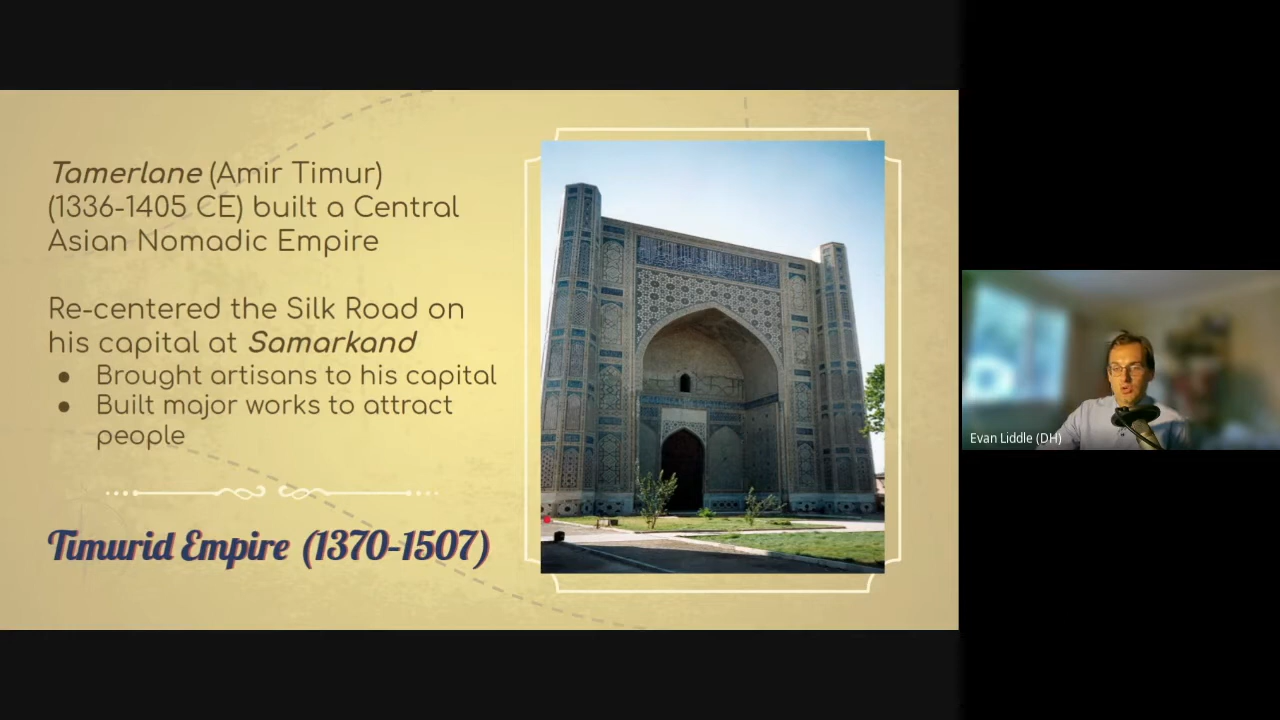 Tamerlane (Amir Timur)
(1336-1405 CE) built a Central
Asian Nomadic Empire
Re-centered the Silk Road on
his capital at Samarkand
● Brought artisans to his capital
● Built major works to attract
people
Timurid Empire (1370-1507)
Evan Liddle (DH)